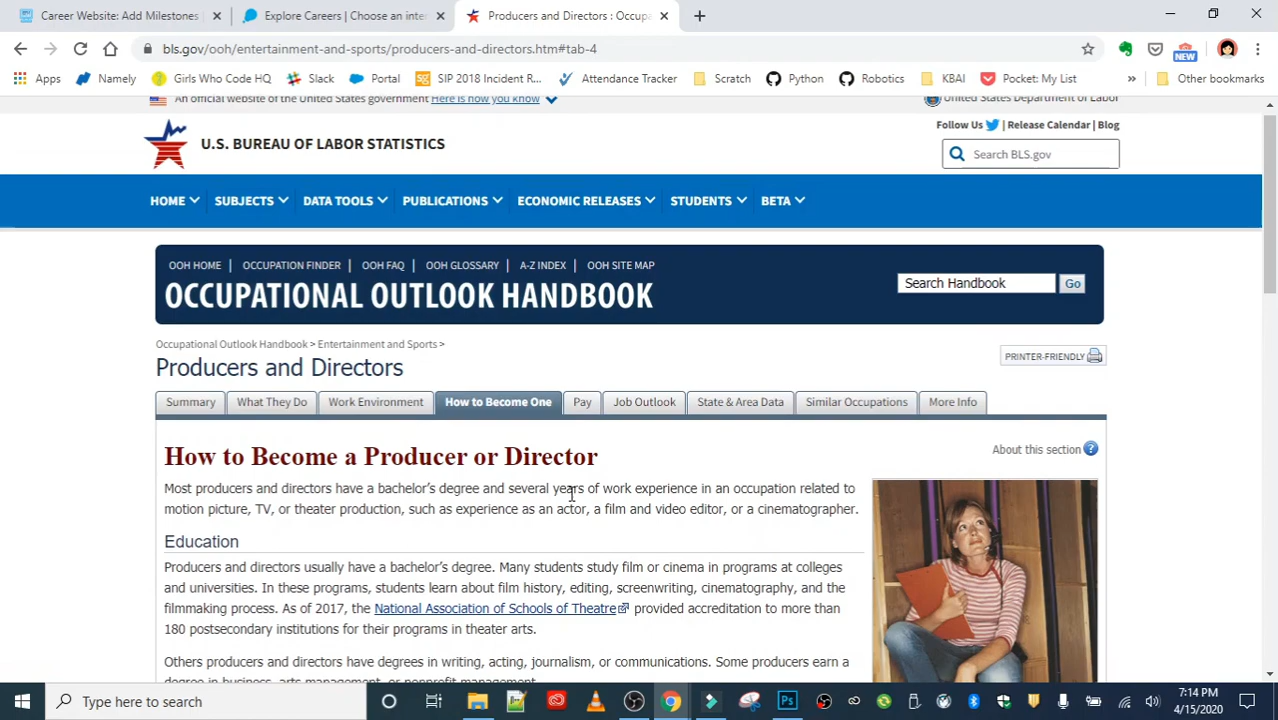 Career Website: Add Milestones
Explore Careers | Choose an inter
Producers and Directors : Occupa
bls.gov/ooh/entertainment-and-sports/producers-and-directors.htm#tab-4
NEW
Apps
Namely
Girls Who Code HQ
Slack
Portal
SIP 2018 Incident R...
Attendance Tracker
Scratch
Python
Robotics
KBAI
Pocket: My List
»
Other bookmarks
An official website of the United States government Here is how you know
United States Department of Labor
Follow Us | Release Calendar | Blog
U.S. BUREAU OF LABOR STATISTICS
Search BLS.gov
HOME SUBJECTS DATA TOOLS PUBLICATIONS ECONOMIC RELEASES STUDENTS BETA
OOH HOME | OCCUPATION FINDER | OOH FAQ | OOH GLOSSARY | A-Z INDEX | OOH SITE MAP
OCCUPATIONAL OUTLOOK HANDBOOK
Search Handbook Go
Occupational Outlook Handbook > Entertainment and Sports >
PRINTER-FRIENDLY
Producers and Directors
Summary What They Do Work Environment How to Become One Pay Job Outlook State & Area Data Similar Occupations More Info
About this section ?
How to Become a Producer or Director
Most producers and directors have a bachelor's degree and several years of work experience in an occupation related to
motion picture, TV, or theater production, such as experience as an actor, a film and video editor, or a cinematographer.
Education
Producers and directors usually have a bachelor's degree. Many students study film or cinema in programs at colleges
and universities. In these programs, students learn about film history, editing, screenwriting, cinematography, and the
filmmaking process. As of 2017, the National Association of Schools of Theatre provided accreditation to more than
180 postsecondary institutions for their programs in theater arts.
Others producers and directors have degrees in writing, acting, journalism, or communications. Some producers earn a
degree in business, arts management, or nonprofit management.
Type here to search
7:14 PM
4/15/2020